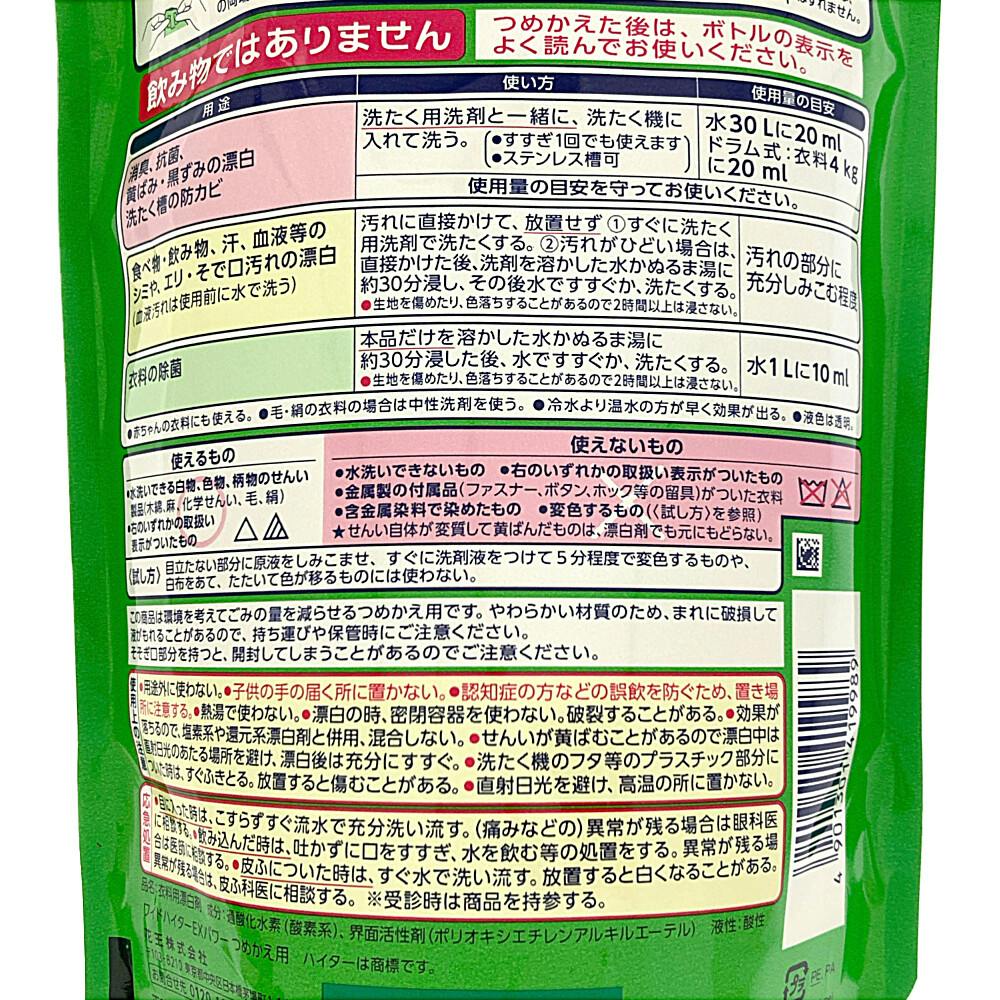 飲み物ではありません
つめかえた後は、ボトルの表示を
よく読んでお使いください。
用途
使い方
使用量の目安
消臭、抗菌、
黄ばみ・黒ずみの漂白
洗たく槽の防カビ
洗たく用洗剤と一緒に、洗たく機に
入れて洗う。
●すすぎ1回でも使えます
●ステンレス槽可
水30Lに20ml
ドラム式:衣料4kg
に20ml
使用量の目安を守ってお使いください。
食べ物・飲み物、汗、血液等の
シミや、エリ・そで口汚れの漂白
(血液汚れは使用前に水で洗う)
汚れに直接かけて、放置せず ①すぐに洗たく
用洗剤で洗たくする。②汚れがひどい場合は、
直接かけた後、洗剤を溶かした水かぬるま湯に
約30分浸し、その後水ですすぐか、洗たくする。
●生地を傷めたり、色落ちすることがあるので2時間以上は浸さない。
汚れの部分に
充分しみこむ程度
衣料の除菌
本品だけを溶かした水かぬるま湯に
約30分浸した後、水ですすぐか、洗たくする。
●生地を傷めたり、色落ちすることがあるので2時間以上は浸さない。
水1Lに10ml
●赤ちゃんの衣料にも使える。●毛・絹の衣料の場合は中性洗剤を使う。●冷水より温水の方が早く効果が出る。●液色は透明。
使えるもの
●水洗いできる白物、色物、柄物のせんい
製品(木綿、麻、化学せんい、毛、絹)
●右のいずれかの取扱い
表示がついたもの
使えないもの
●水洗いできないもの ●右のいずれかの取扱い表示がついたもの
●金属製の付属品(ファスナー、ボタン、ホック等の留具)がついた衣料
●含金属染料で染めたもの ●変色するもの(〈試し方〉を参照)
★せんい自体が変質して黄ばんだものは、漂白剤でも元にもどらない。
〈試し方〉目立たない部分に原液をしみこませ、すぐに洗剤液をつけて5分程度で変色するものや、
白布をあて、たたいて色が移るものには使わない。
この商品は環境を考えてごみの量を減らせるつめかえ用です。やわらかい材質のため、まれに破損して
液がもれることがあるので、持ち運びや保管時にご注意ください。
そそぎ口部分を持つと、開封してしまうことがあるのでご注意ください。
使用上の注意
●用途外に使わない。●子供の手の届く所に置かない。●認知症の方などの誤飲を防ぐため、置き場
所に注意する。●熱湯で使わない。●漂白の時、密閉容器を使わない。破裂することがある。●効果が
落ちるので、塩素系や還元系漂白剤と併用、混合しない。●せんいが黄ばむことがあるので漂白中は
直射日光のあたる場所を避け、漂白後は充分にすすぐ。●洗たく機のフタ等のプラスチック部分に
ついた時は、すぐふきとる。放置すると傷むことがある。●直射日光を避け、高温の所に置かない。
応急処置
●目に入った時は、こすらずすぐ流水で充分洗い流す。(痛みなどの)異常が残る場合は眼科医
に相談する。●飲み込んだ時は、吐かずに口をすすぎ、水を飲む等の処置をする。異常が残る場
合は医師に相談する。●皮ふについた時は、すぐ水で洗い流す。放置すると白くなることがある。
異常が残る場合は、皮ふ科医に相談する。※受診時は商品を持参する。
品名:衣料用漂白剤 成分:過酸化水素(酸素系)、界面活性剤(ポリオキシエチレンアルキルエーテル) 液性:酸性
ワイドハイターEXパワー つめかえ用 ハイターは商標です。
花王株式会社
〒103-8210 東京都中央区日本橋茅場町
お問合せ先 0120
プラ
PE, PA